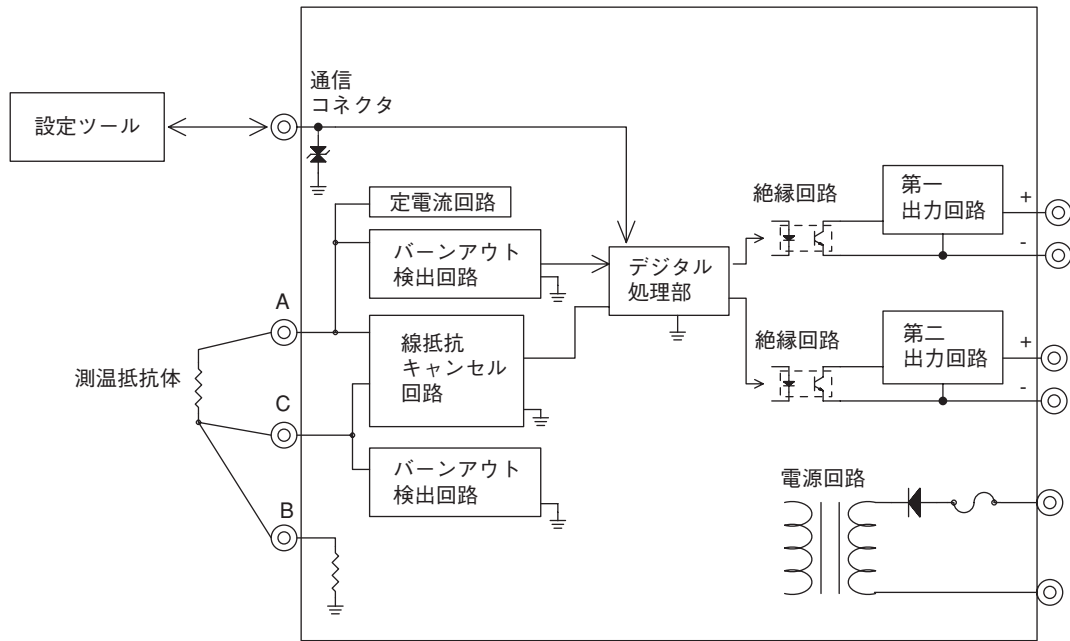 通信
コネクタ
設定ツール
定電流回路
バーンアウト
検出回路
A
線抵抗
キャンセル
回路
測温抵抗体
C
バーンアウト
検出回路
B
デジタル
処理部
絶縁回路
第一
出力回路
+
-
絶縁回路
第二
出力回路
+
-
電源回路